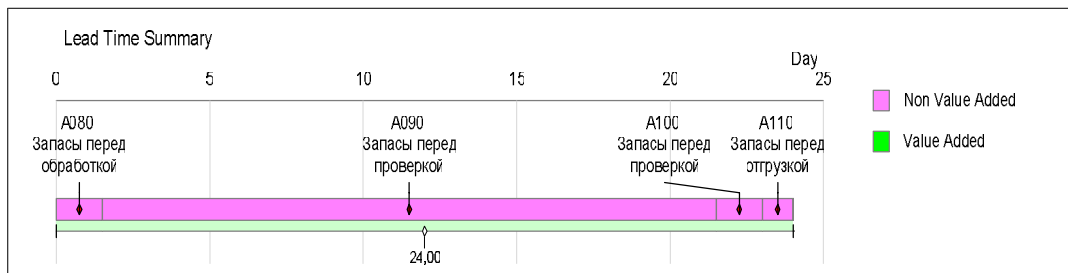 Lead Time Summary
Day
0 5 10 15 20 25
Non Value Added
Value Added
A080
Запасы перед
обработкой
A090
Запасы перед
проверкой
A100
Запасы перед
проверкой
A110
Запасы перед
отгрузкой
24,00